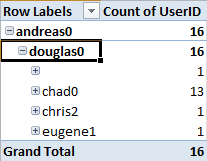 Row Labels Count of UserID
andreas0 16
douglas0 16
1
chad0 13
chris2 1
eugene1 1
Grand Total 16